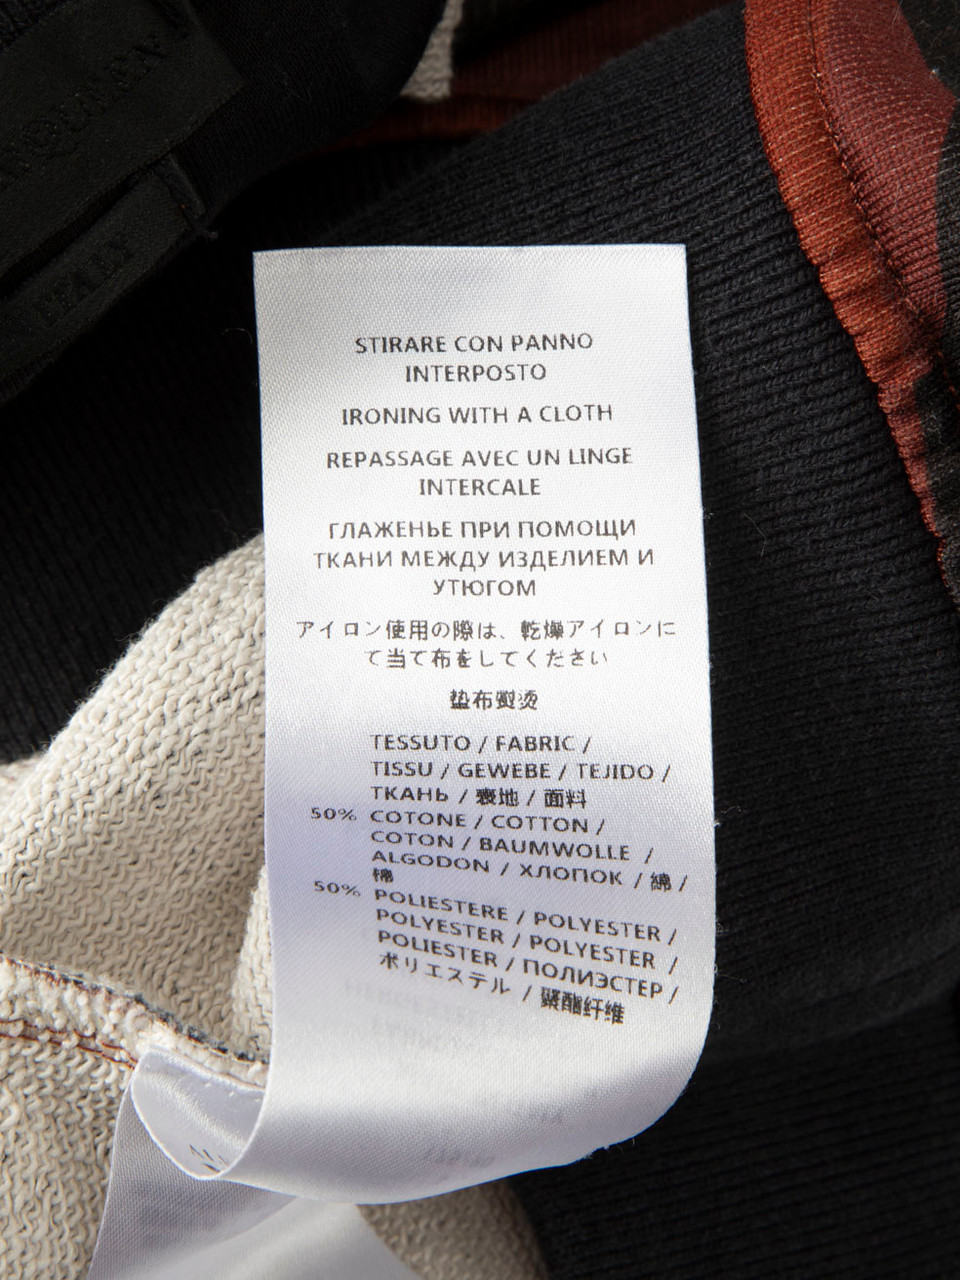 STIRARE CON PANNO
INTERPOSTO
IRONING WITH A CLOTH
REPASSAGE AVEC UN LINGE
INTERCALE
ГЛАЖЕНЬЕ ПРИ ПОМОЩИ
ТКАНИ МЕЖДУ ИЗДЕЛИЕМ И
УТЮГОМ
アイロン使用の際は、乾燥アイロンに
て当て布をしてください
垫布熨烫
TESSUTO / FABRIC /
TISSU / GEWEBE / TEJIDO /
ТКАНЬ / 表地 / 面料
50% COTONE / COTTON /
COTON / BAUMWOLLE /
ALGODON / ХЛОПОК / 綿 /
棉
50% POLIESTERE / POLYESTER /
POLYESTER / POLYESTER /
POLIESTER / ПОЛИЭСТЕР /
ポリエステル / 聚酯纤维